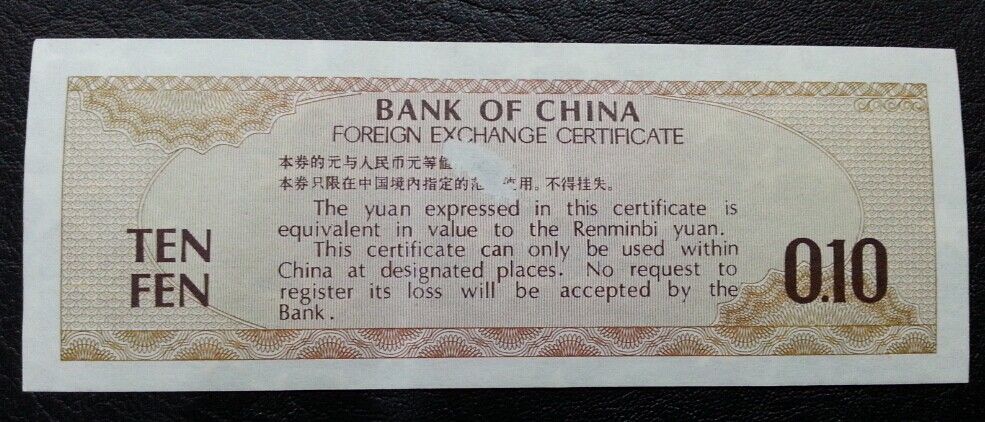 BANK OF CHINA
FOREIGN EXCHANGE CERTIFICATE
本券的元与人民币元等值
本券只限在中国境内指定的范 使用。不得挂失。
The yuan expressed in this certificate is
equivalent in value to the Renminbi yuan.
This certificate can only be used within
China at designated places. No request to
register its loss will be accepted by the
Bank.
TEN
FEN
0.10